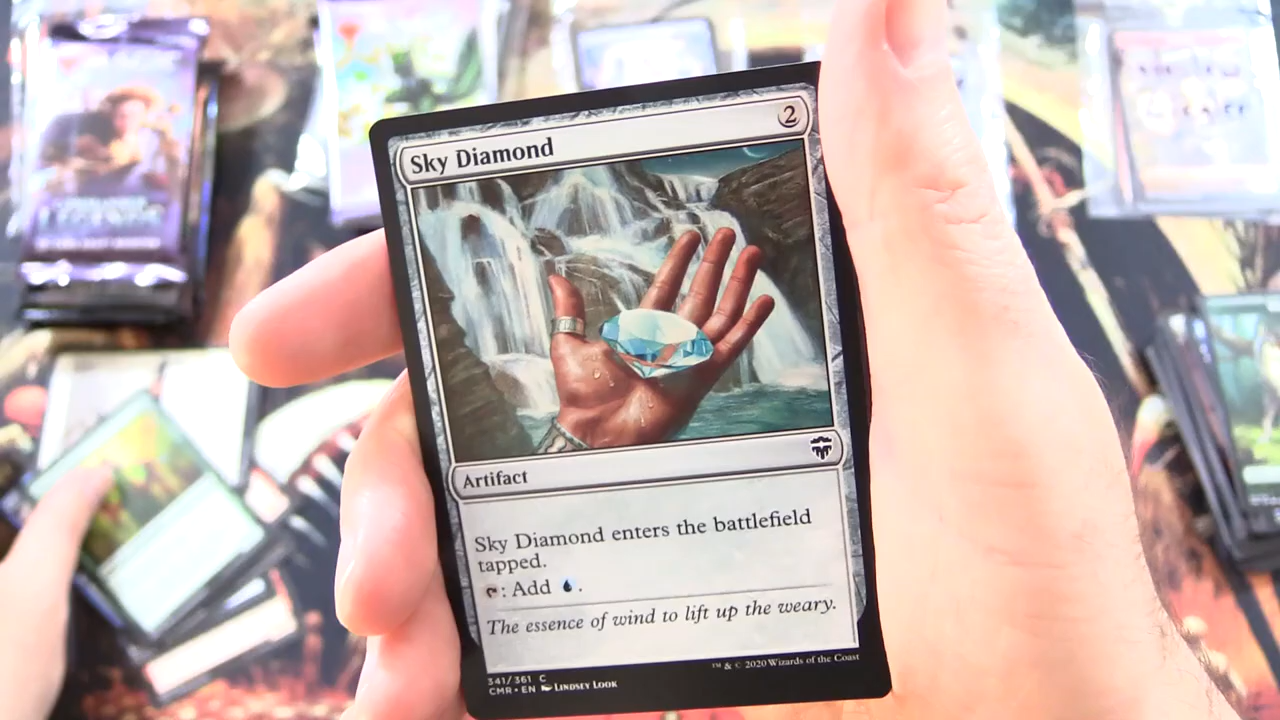 Sky Diamond 2
Artifact
Sky Diamond enters the battlefield
tapped.
: Add .
The essence of wind to lift up the weary.
™ & © 2020 Wizards of the Coast
341/361 C
CMR • EN Lindsey Look
LEGENDS